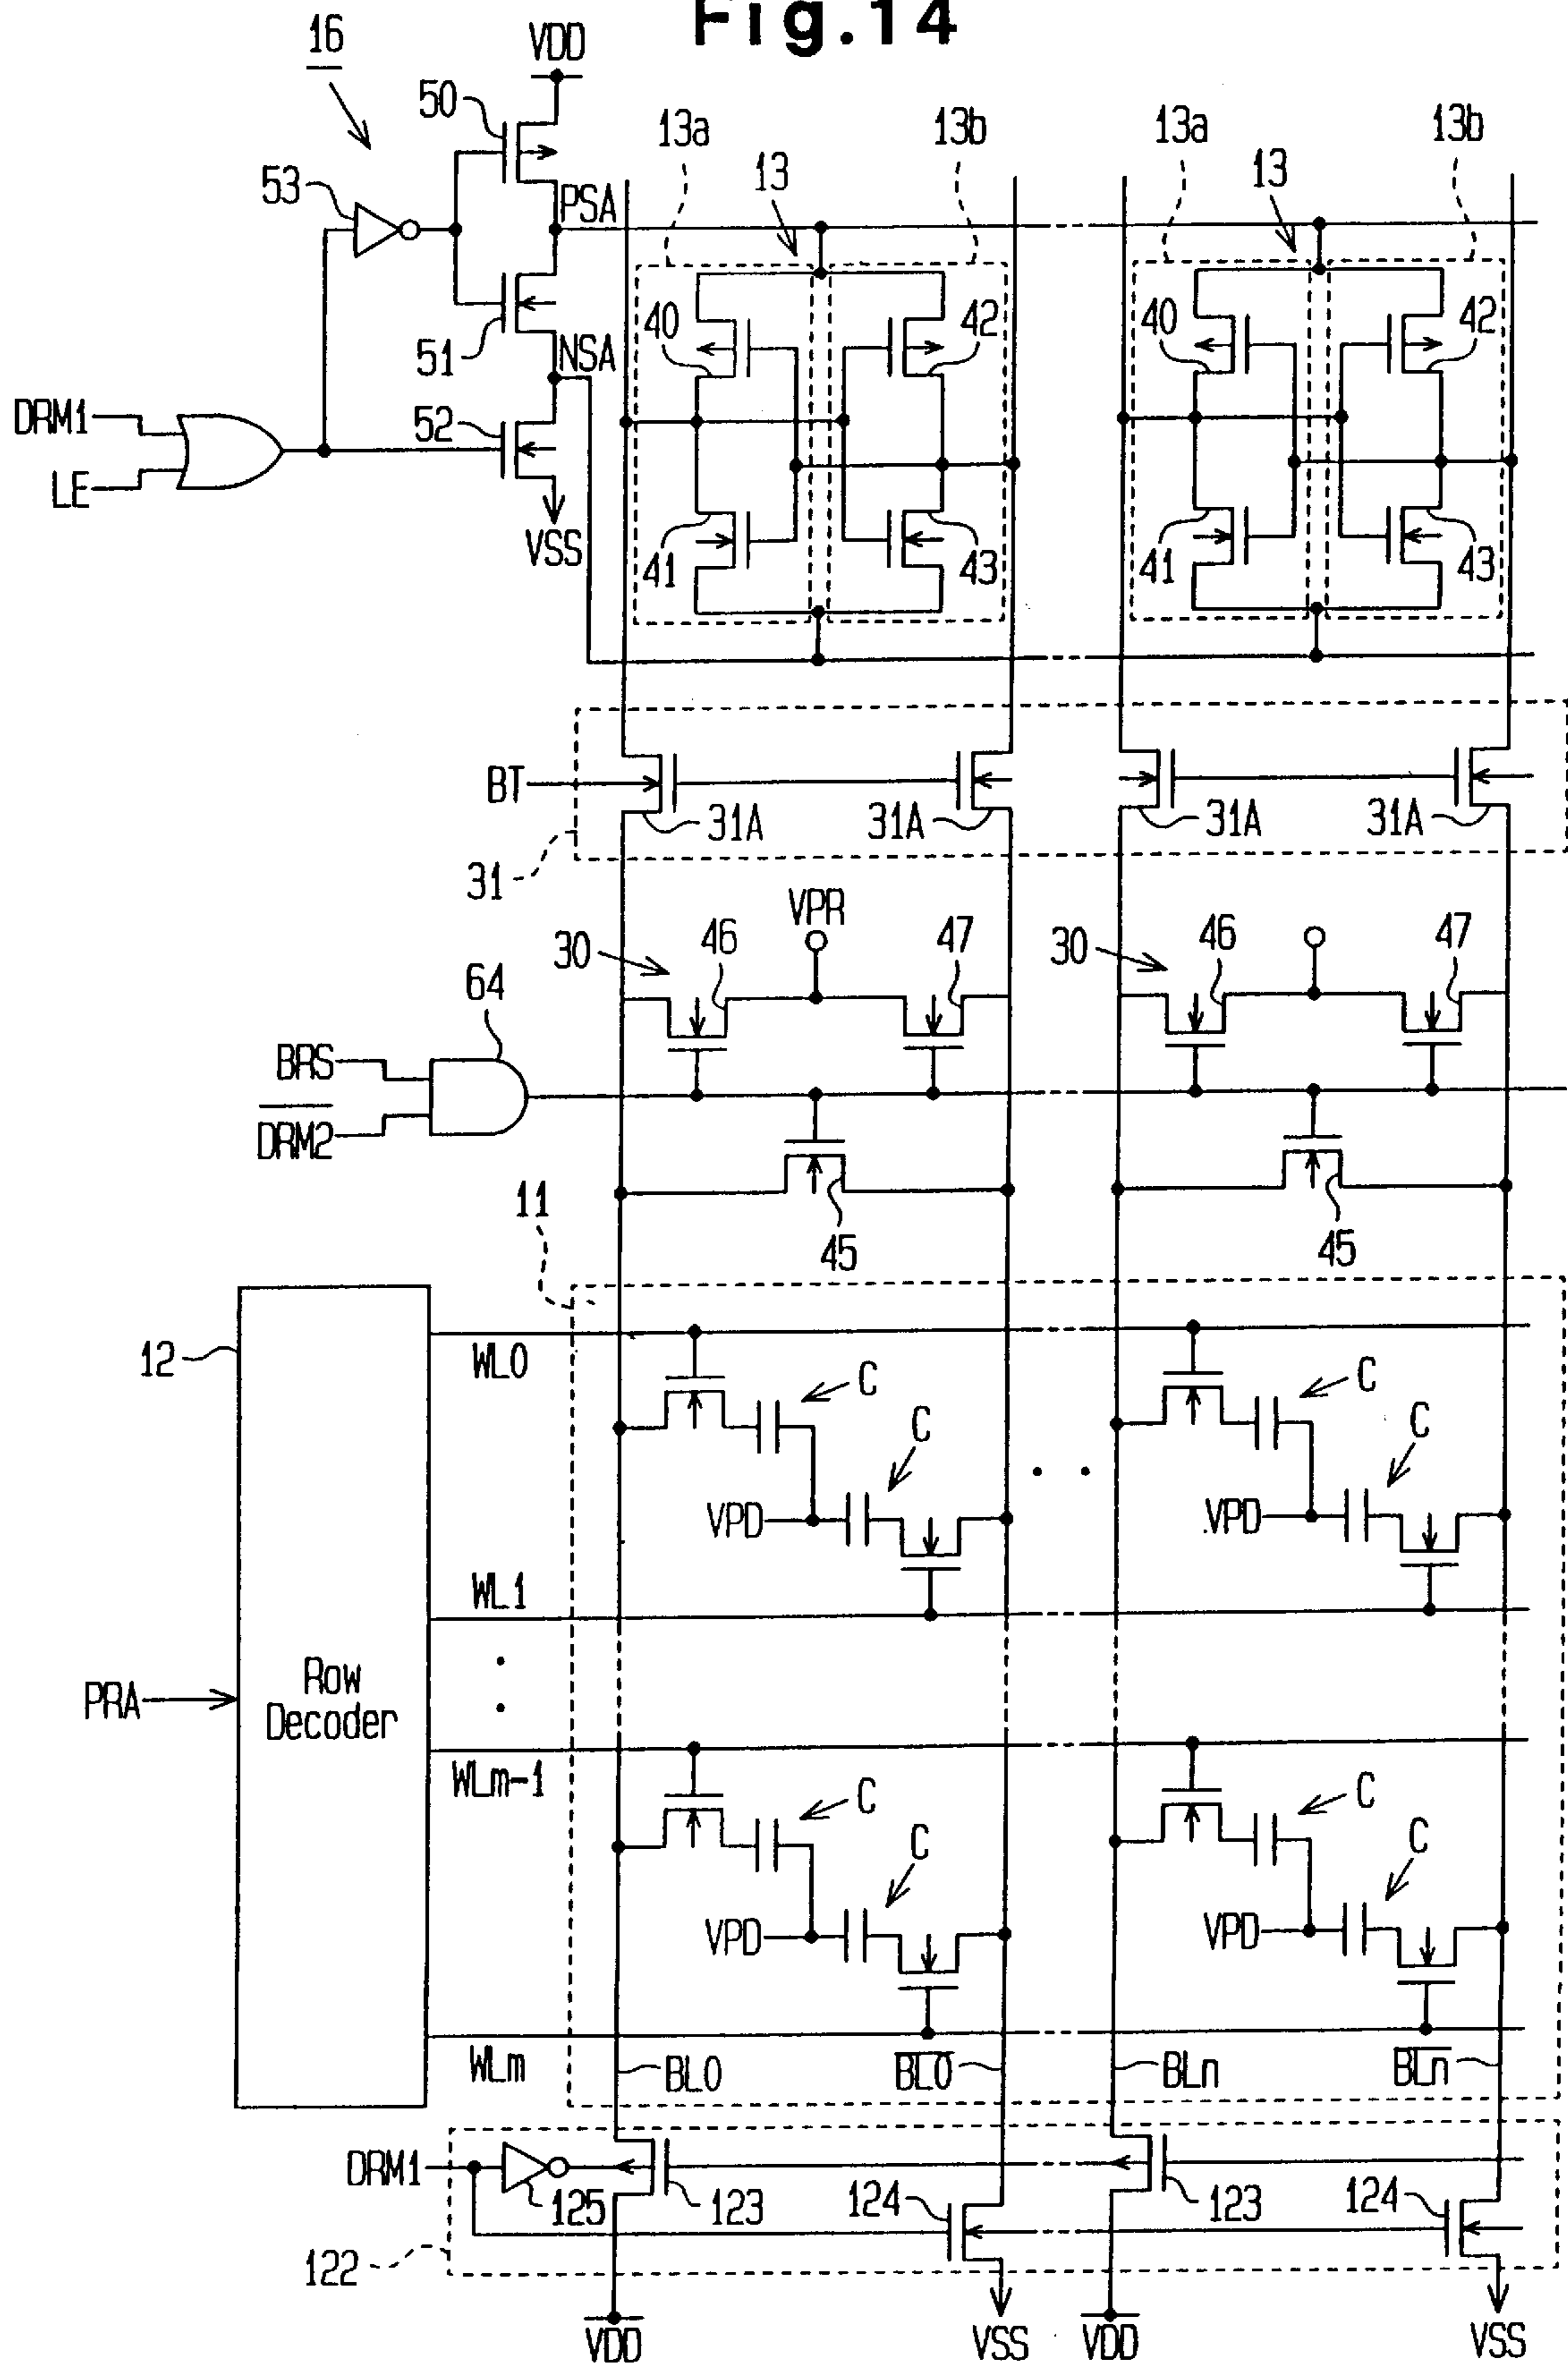 Fig.14
16
VDD
50
13a
13b
13a
13b
53
13
13
PSA
40
42
40
42
51
NSA
DRM1
52
LE
VSS
41
43
41
43
BT
31A
31A
31A
31A
31
VPR
30
46
47
30
46
47
64
BRS
D̅R̅M̅2̅
11
45
45
12
WL0
C
C
C
C
VPD
VPD
WL1
Row
Decoder
PRA
WLm-1
C
C
C
C
VPD
VPD
WLm
BL0
B̅L̅0̅
BLn
B̅L̅n̅
DRM1
125
123
124
123
124
122
VDD
VSS
VDD
VSS